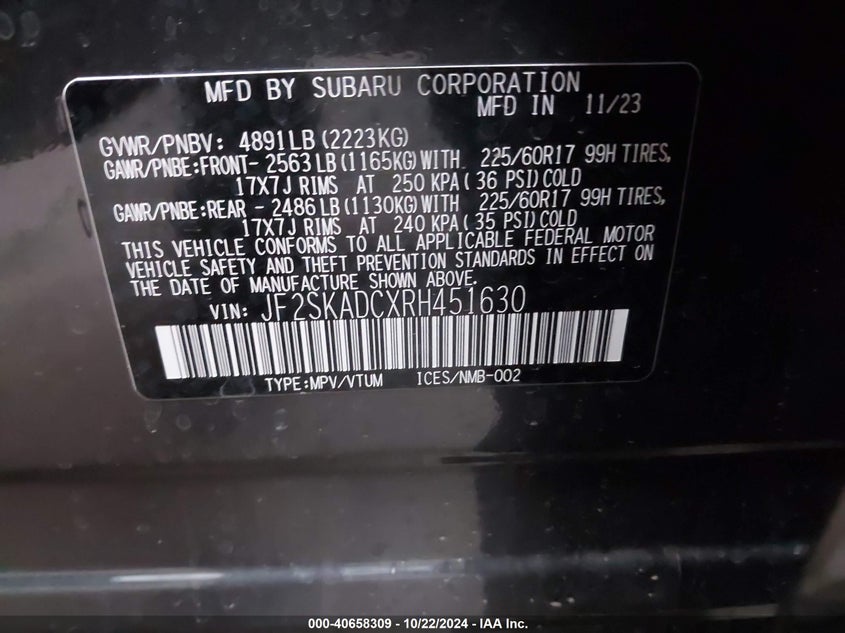 MFD BY SUBARU CORPORATION
MFD IN 11/23
GVWR/PNBV: 4891LB(2223KG)
GAWR/PNBE:FRONT- 2563LB(1165KG)WITH 225/60R17 99H TIRES,
17X7J RIMS AT 250 KPA( 36 PSI)COLD
GAWR/PNBE:REAR - 2486LB(1130KG)WITH 225/60R17 99H TIRES,
17X7J RIMS AT 240 KPA( 35 PSI)COLD
THIS VEHICLE CONFORMS TO ALL APPLICABLE FEDERAL MOTOR
VEHICLE SAFETY AND THEFT PREVENTION STANDARDS IN EFFECT ON
THE DATE OF MANUFACTURE SHOWN ABOVE.
VIN: JF2SKADCXRH451630
TYPE:MPV/VTUM ICES/NMB-002
000-40658309 - 10/22/2024 - IAA Inc.